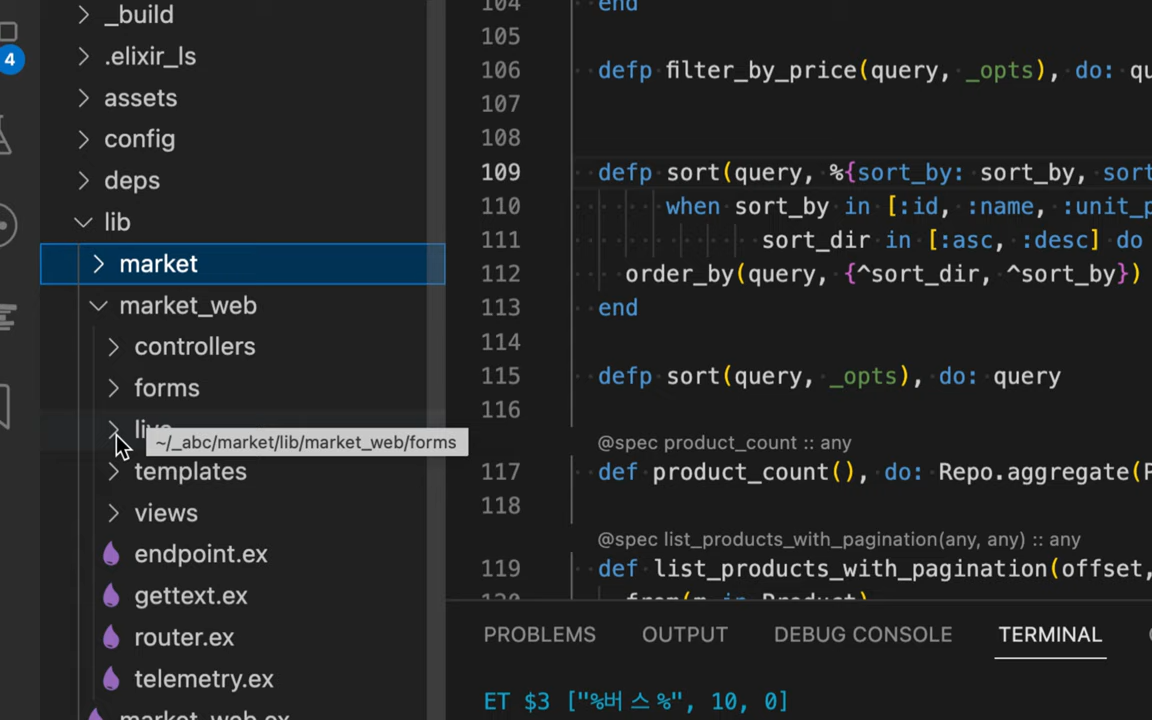 _build
.elixir_ls
assets
config
deps
lib
market
market_web
controllers
forms
~/_abc/market/lib/market_web/forms
templates
views
endpoint.ex
gettext.ex
router.ex
telemetry.ex
market_web.ex
4
104 end
105
106 defp filter_by_price(query, _opts), do: qu
107
108
109 defp sort(query, %{sort_by: sort_by, sort
110 when sort_by in [:id, :name, :unit_p
111 sort_dir in [:asc, :desc] do
112 order_by(query, {^sort_dir, ^sort_by})
113 end
114
115 defp sort(query, _opts), do: query
116
@spec product_count :: any
117 def product_count(), do: Repo.aggregate(P
118
@spec list_products_with_pagination(any, any) :: any
119 def list_products_with_pagination(offset,
PROBLEMS OUTPUT DEBUG CONSOLE TERMINAL
ET $3 ["%버스%", 10, 0]